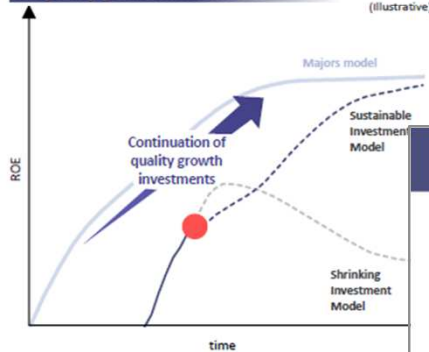 (Illustrative)
Majors model
Sustainable
Investment
Model
Continuation of
quality growth
investments
ROE
Shrinking
Investment
Model
time